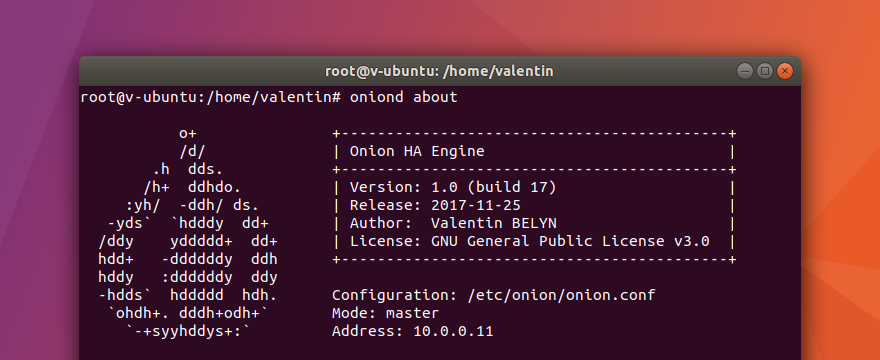 root@v-ubuntu: /home/valentin
root@v-ubuntu:/home/valentin# oniond about
            o+               +-------------------------------------------+
            /d/              | Onion HA Engine                           |
         .h  dds.            +-------------------------------------------+
        /h+  ddhdo.          | Version: 1.0 (build 17)                   |
      :yh/  -ddh/ ds.        | Release: 2017-11-25                       |
    -yds`  `hdddy  dd+       | Author:  Valentin BELYN                   |
   /ddy    yddddd+  dd+      | License: GNU General Public License v3.0  |
   hdd+   -ddddddy  ddh      +-------------------------------------------+
   hddy   :ddddddy  ddy
   -hdds`  hddddd  hdh.      Configuration: /etc/onion/onion.conf
    `ohdh+. dddh+odh+`       Mode: master
      `-+syyhddys+:`         Address: 10.0.0.11